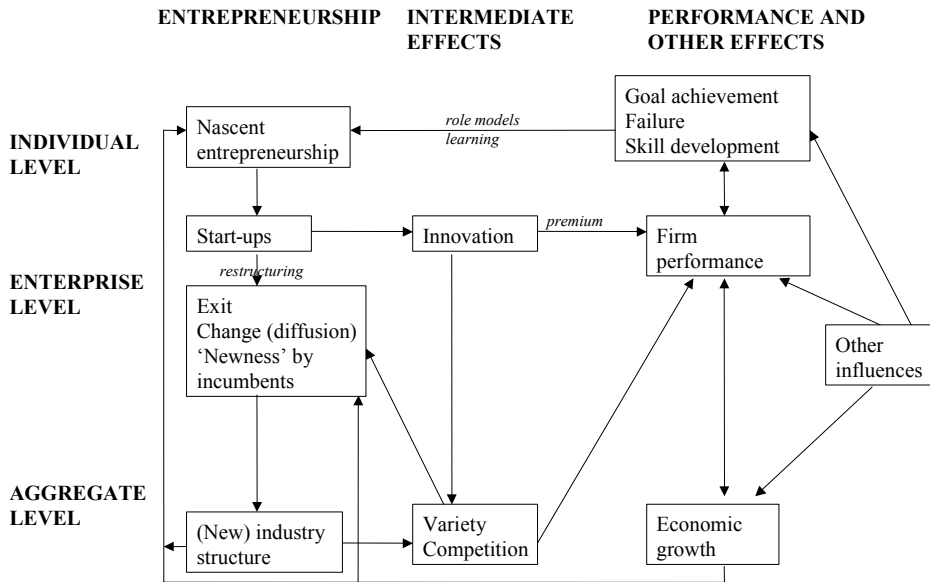 ENTREPRENEURSHIP
INTERMEDIATE
EFFECTS
PERFORMANCE AND
OTHER EFFECTS
INDIVIDUAL
LEVEL
Nascent
entrepreneurship
role models
learning
Goal achievement
Failure
Skill development
Start-ups
Innovation
premium
Firm
performance
restructuring
ENTERPRISE
LEVEL
Exit
Change (diffusion)
‘Newness’ by
incumbents
Other
influences
AGGREGATE
LEVEL
(New) industry
structure
Variety
Competition
Economic
growth